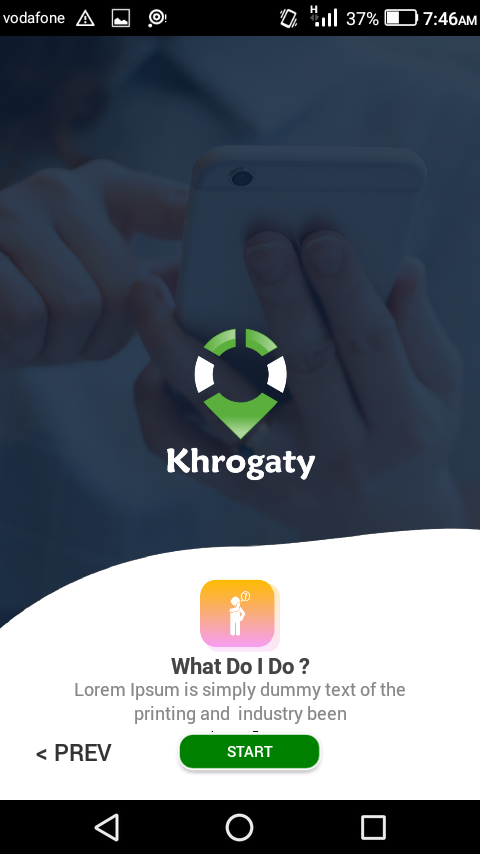 vodafone H 37% 7:46AM
Khrogaty
What Do I Do ?
Lorem Ipsum is simply dummy text of the
printing and industry been
< PREV START